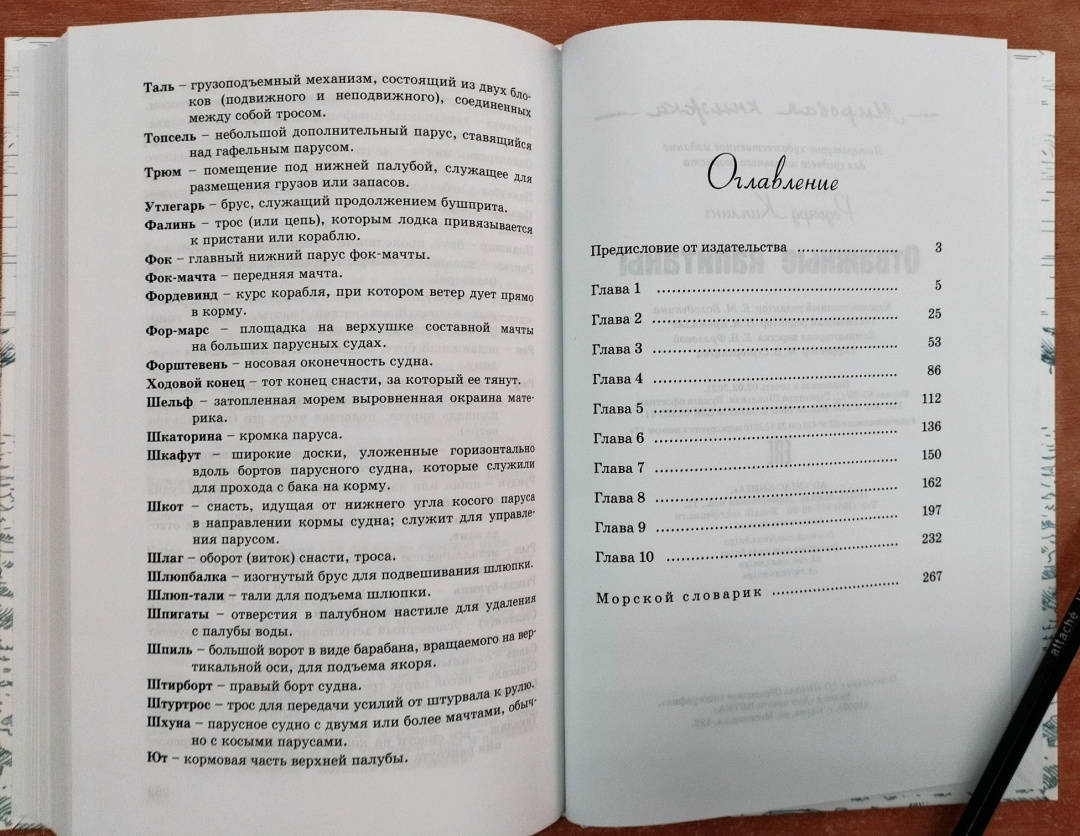 Таль – грузоподъемный механизм, состоящий из двух бло-
ков (подвижного и неподвижного), соединенных
между собой тросом.
Топсель – небольшой дополнительный парус, ставящийся
над гафельным парусом.
Трюм – помещение под нижней палубой, служащее для
размещения грузов или запасов.
Утлегарь – брус, служащий продолжением бушприта.
Фалинь – трос (или цепь), которым лодка привязывается
к пристани или кораблю.
Фок – главный нижний парус фок-мачты.
Фок-мачта – передняя мачта.
Фордевинд – курс корабля, при котором ветер дует прямо
в корму.
Фор-марс – площадка на верхушке составной мачты
на больших парусных судах.
Форштевень – носовая оконечность судна.
Ходовой конец – тот конец снасти, за который ее тянут.
Шельф – затопленная морем выровненная окраина мате-
рика.
Шкаторина – кромка паруса.
Шкафут – широкие доски, уложенные горизонтально
вдоль бортов парусного судна, которые служили
для прохода с бака на корму.
Шкот – снасть, идущая от нижнего угла косого паруса
в направлении кормы судна; служит для управле-
ния парусом.
Шлаг – оборот (виток) снасти, троса.
Шлюпбалка – изогнутый брус для подвешивания шлюпки.
Шлюп-тали – тали для подъема шлюпки.
Шпигаты – отверстия в палубном настиле для удаления
с палубы воды.
Шпиль – большой ворот в виде барабана, вращаемого на вер-
тикальной оси, для подъема якоря.
Штирборт – правый борт судна.
Штуртрос – трос для передачи усилий от штурвала к рулю.
Шхуна – парусное судно с двумя или более мачтами, обыч-
но с косыми парусами.
Ют – кормовая часть верхней палубы.
Оглавление
Предисловие от издательства .................... 3
Глава 1 .................... 5
Глава 2 .................... 25
Глава 3 .................... 53
Глава 4 .................... 86
Глава 5 .................... 112
Глава 6 .................... 136
Глава 7 .................... 150
Глава 8 .................... 162
Глава 9 .................... 197
Глава 10 .................... 232
Морской словарик .................... 267
attaché